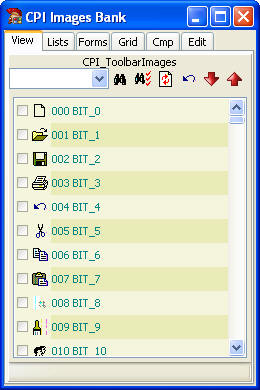 CPI Images Bank
View Lists Forms Grid Cmp Edit
CPI_ToolbarImages
000 BIT_0
001 BIT_1
002 BIT_2
003 BIT_3
004 BIT_4
005 BIT_5
006 BIT_6
007 BIT_7
008 BIT_8
009 BIT_9
010 BIT_10